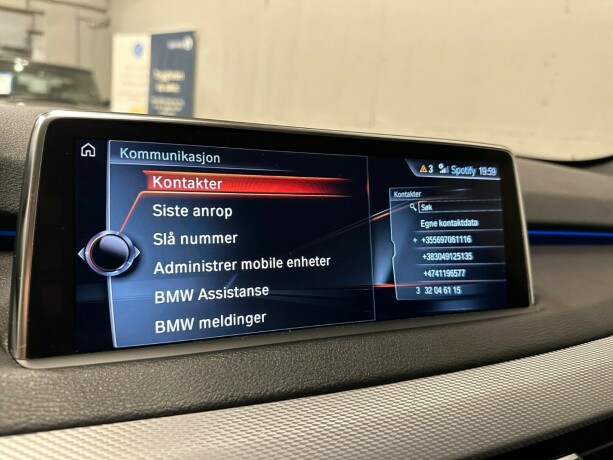 Kommunikasjon
3 Spotify 19:59
Kontakter
Siste anrop
Slå nummer
Administrer mobile enheter
BMW Assistanse
BMW meldinger
Kontakter
Søk
Egne kontaktdata
+ +355697061116
+383049125135
+4741196577
3 32 04 61 15